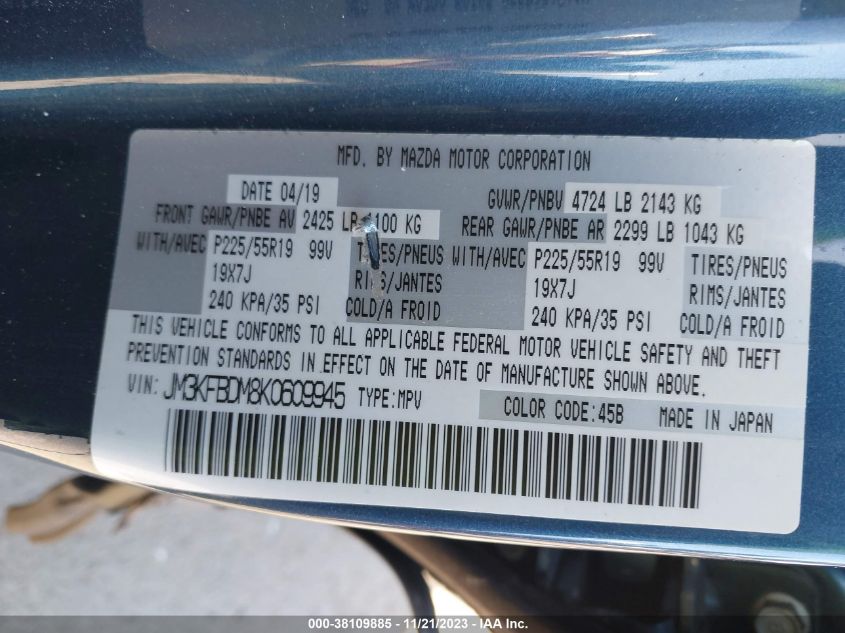 MFD. BY MAZDA MOTOR CORPORATION
DATE 04/19 GVWR/PNBV 4724 LB 2143 KG
FRONT GAWR/PNBE AV 2425 LB 100 KG REAR GAWR/PNBE AR 2299 LB 1043 KG
WITH/AVEC P225/55R19 99V TIRES/PNEUS WITH/AVEC P225/55R19 99V TIRES/PNEUS
19X7J RIMS/JANTES 19X7J RIMS/JANTES
240 KPA/35 PSI COLD/A FROID 240 KPA/35 PSI COLD/A FROID
THIS VEHICLE CONFORMS TO ALL APPLICABLE FEDERAL MOTOR VEHICLE SAFETY AND THEFT
PREVENTION STANDARDS IN EFFECT ON THE DATE OF MANUFACTURE SHOWN ABOVE.
VIN: JM3KFBDM8K0609945 TYPE:MPV COLOR CODE:45B MADE IN JAPAN
000-38109885 - 11/21/2023 - IAA Inc.